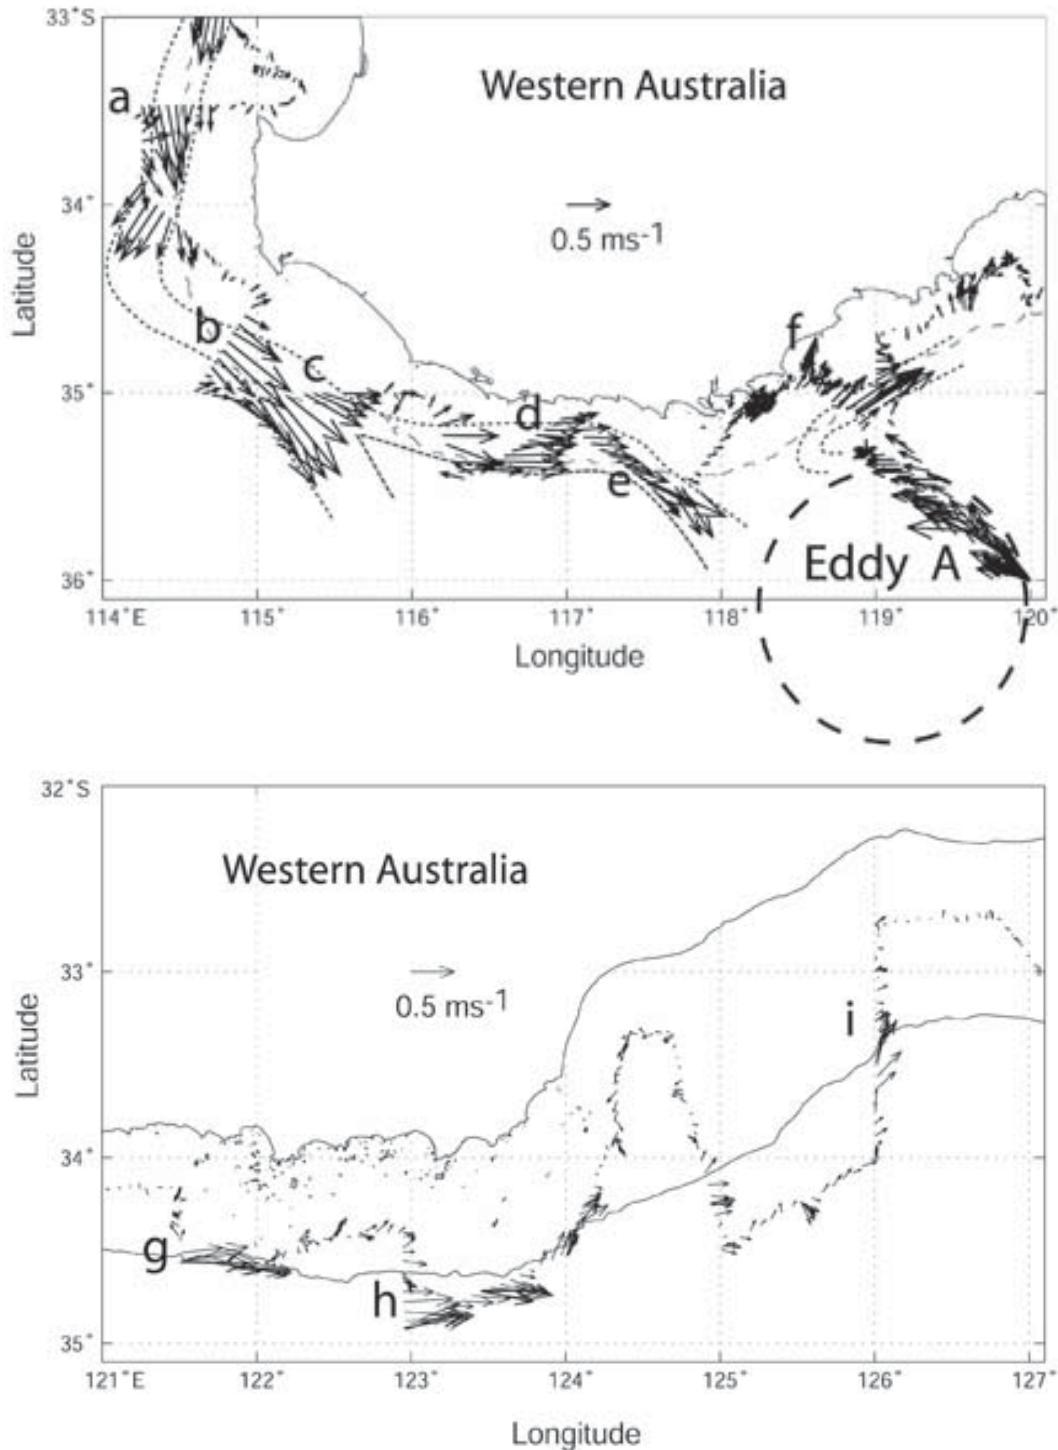 33°S
a
Western Australia
34°
0.5 ms-1
Latitude
b
c
f
35°
d
e
Eddy A
36°
114°E 115° 116° 117° 118° 119° 120°
Longitude
32°S
Western Australia
33°
0.5 ms-1
i
Latitude
34°
g
h
35°
121°E 122° 123° 124° 125° 126° 127°
Longitude